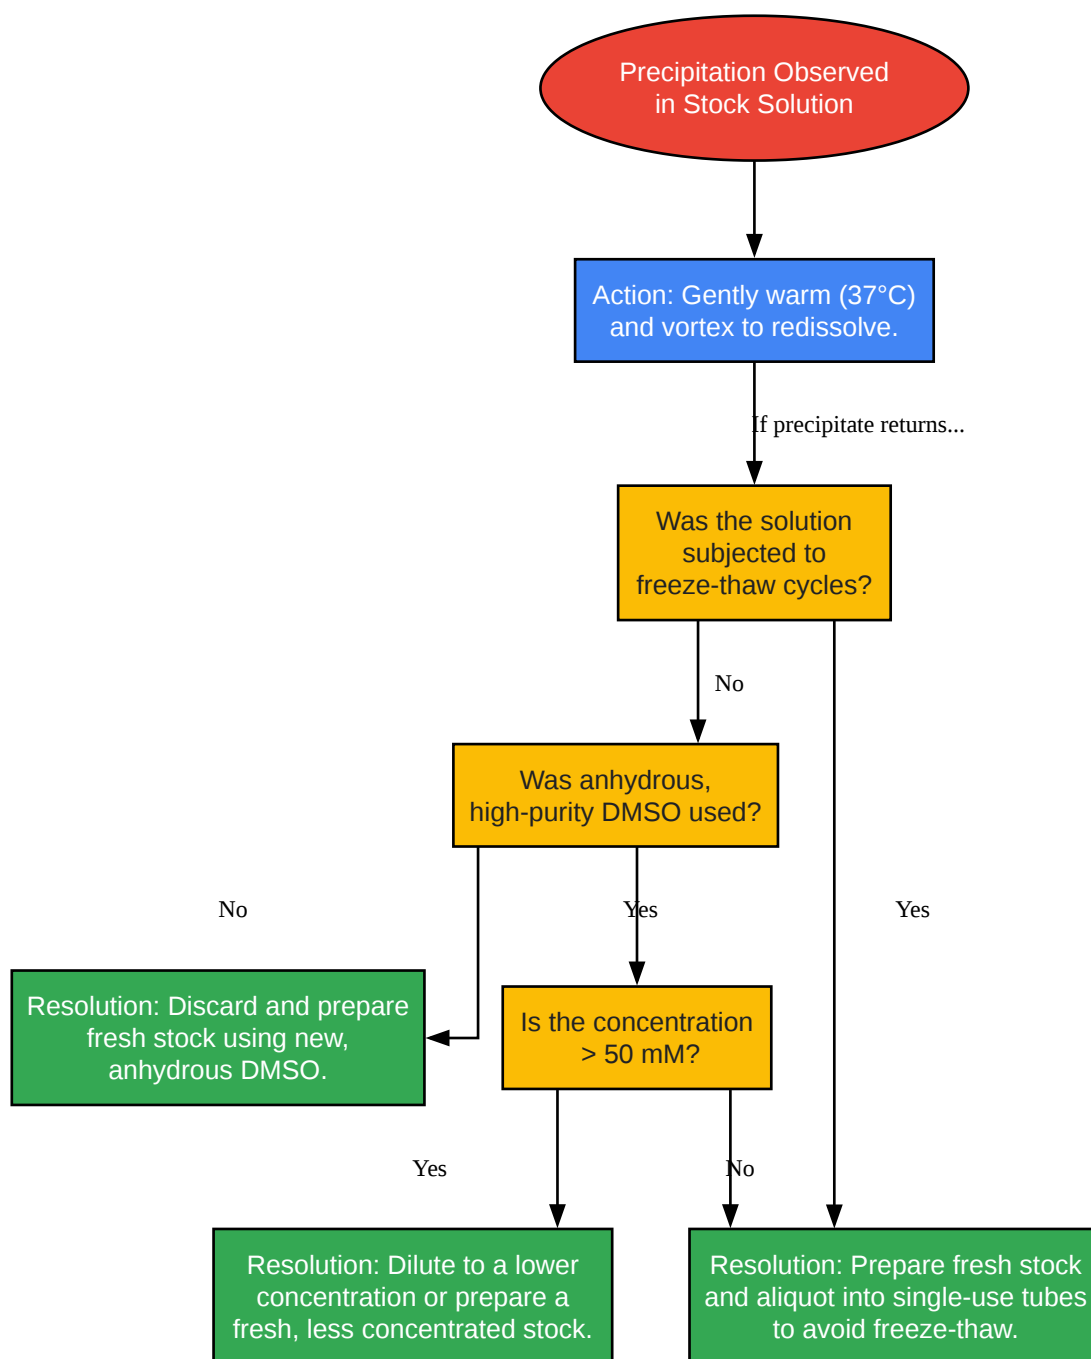 Precipitation Observed
in Stock Solution
Action: Gently warm (37°C)
and vortex to redissolve.
If precipitate returns...
Was the solution
subjected to
freeze-thaw cycles?
No
Was anhydrous,
high-purity DMSO used?
No
Yes
Yes
Resolution: Discard and prepare
fresh stock using new,
anhydrous DMSO.
Is the concentration
> 50 mM?
Yes
No
Resolution: Dilute to a lower
concentration or prepare a
fresh, less concentrated stock.
Resolution: Prepare fresh stock
and aliquot into single-use tubes
to avoid freeze-thaw.